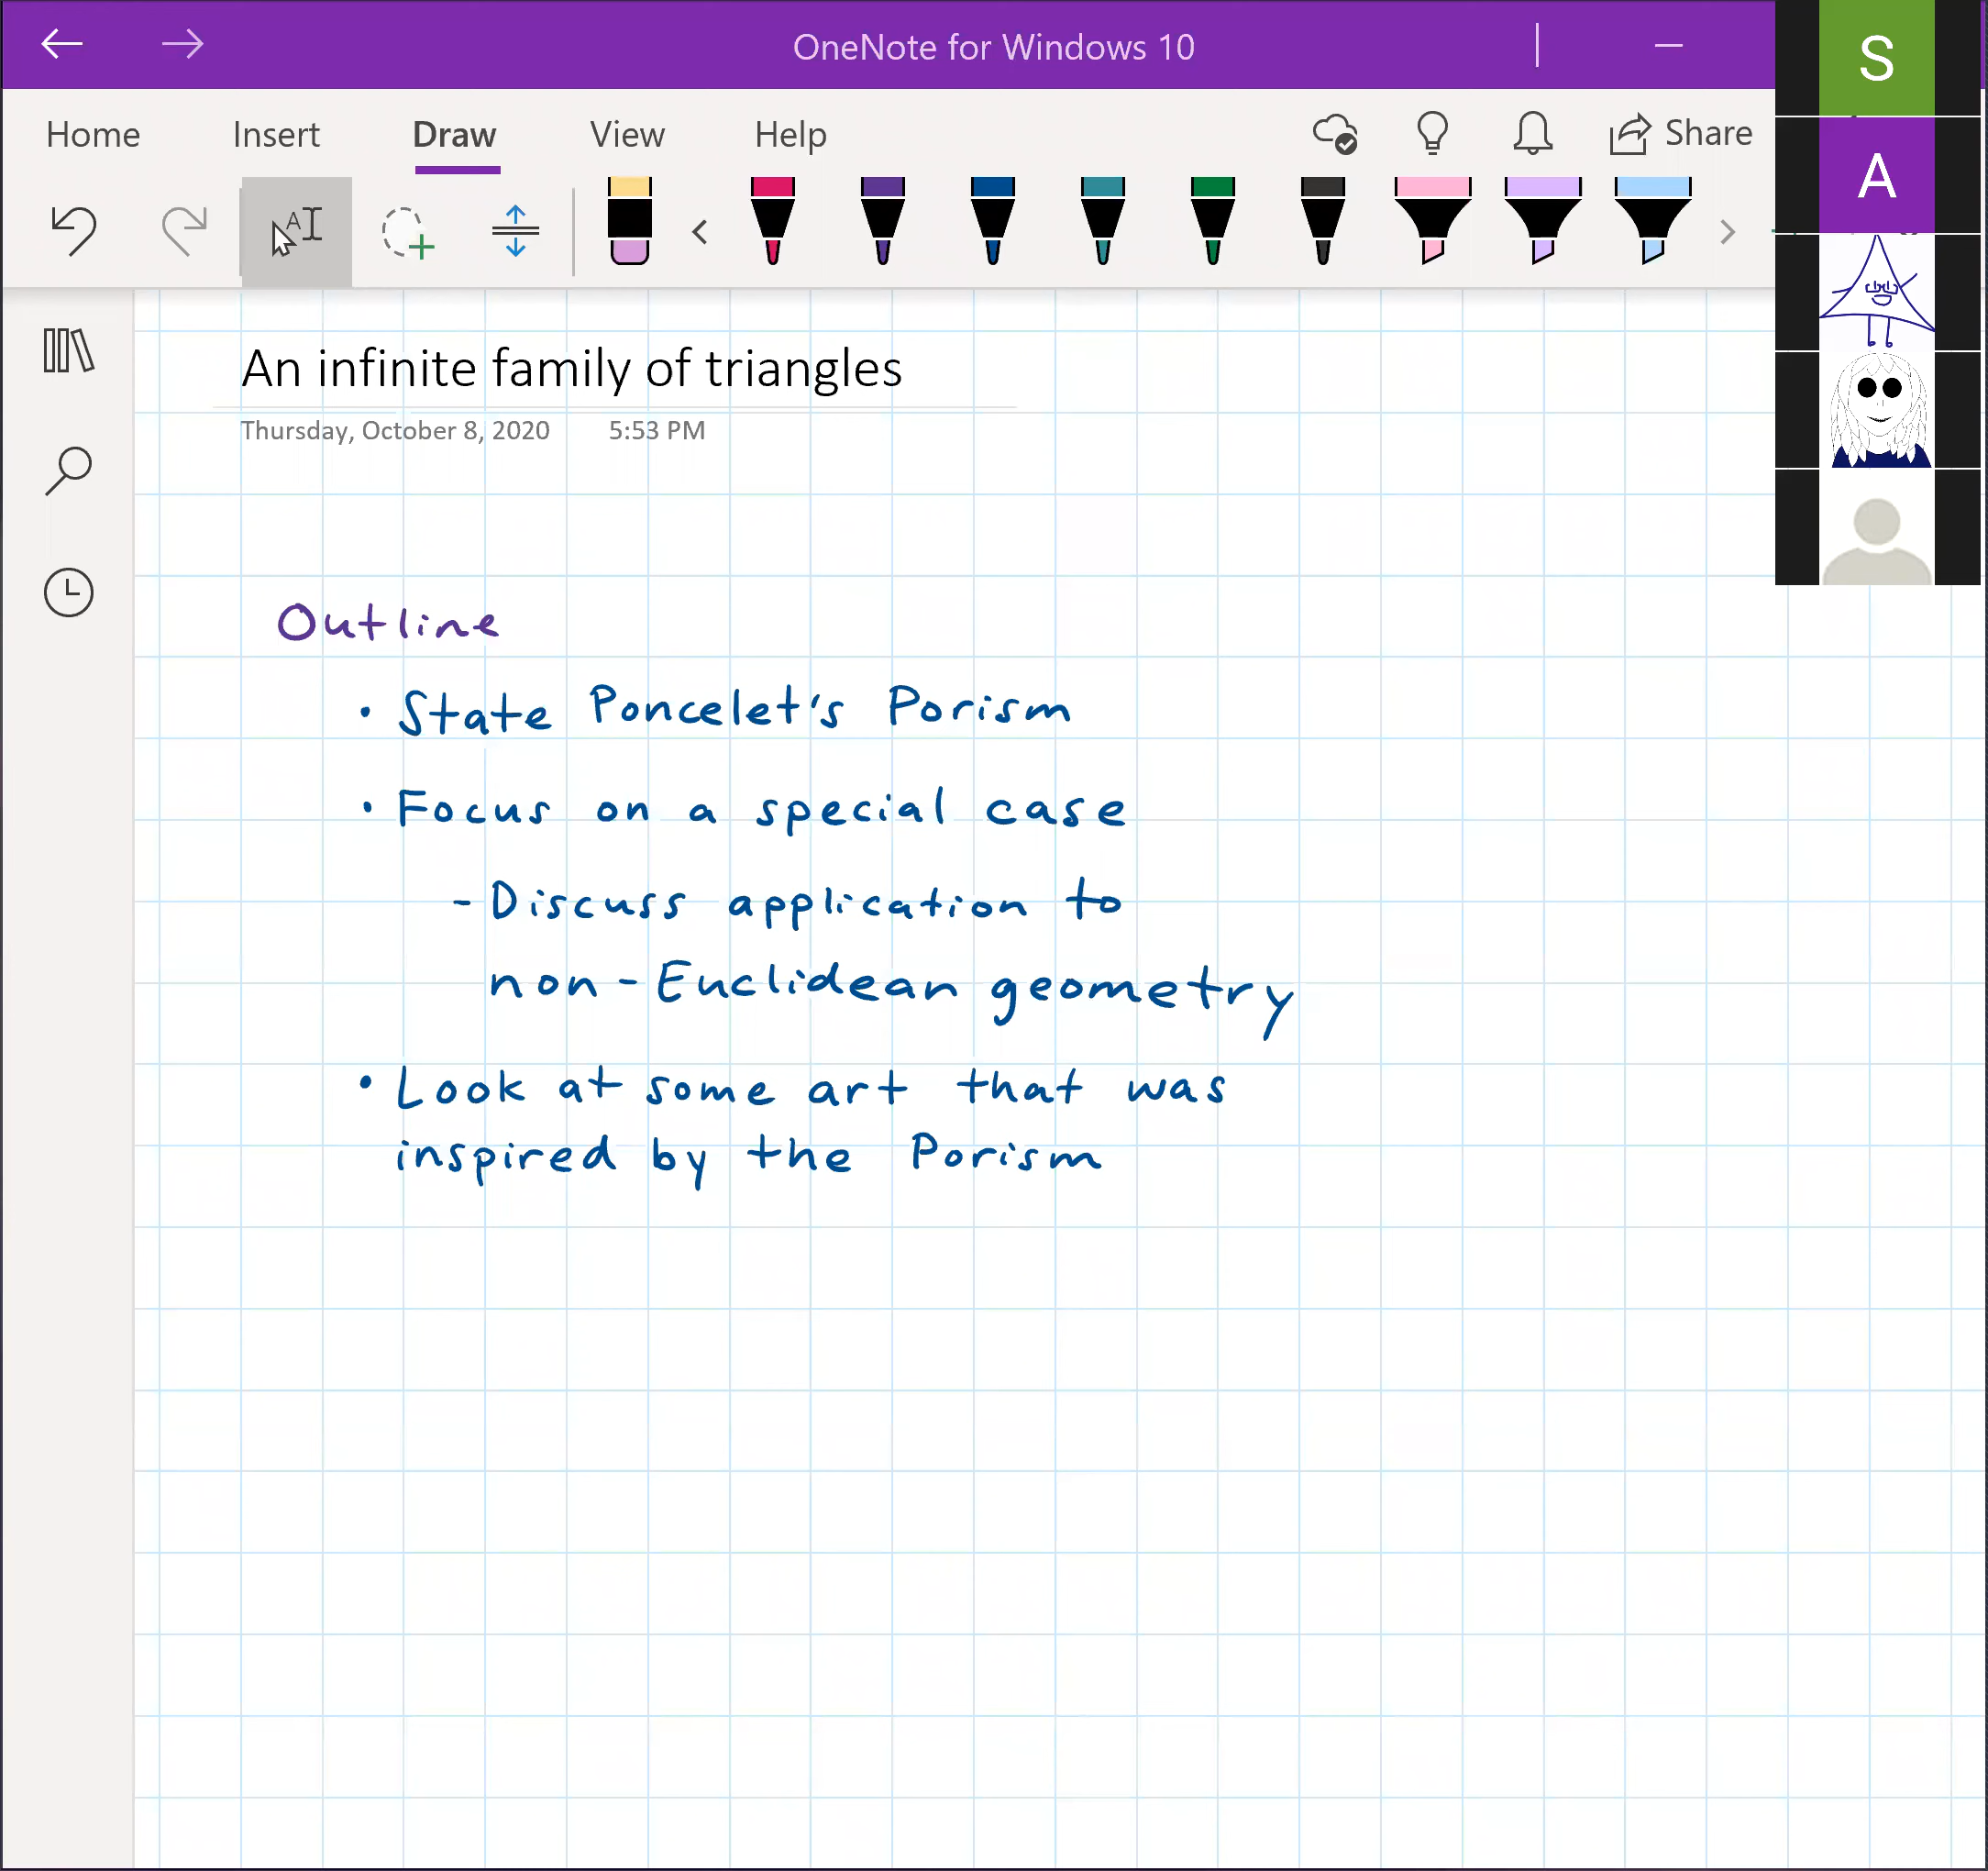 OneNote for Windows 10
Home Insert Draw View Help Share
An infinite family of triangles
Thursday, October 8, 2020 5:53 PM
Outline
• State Poncelet's Porism
• Focus on a special case
- Discuss application to
non-Euclidean geometry
• Look at some art that was
inspired by the Porism
S
A